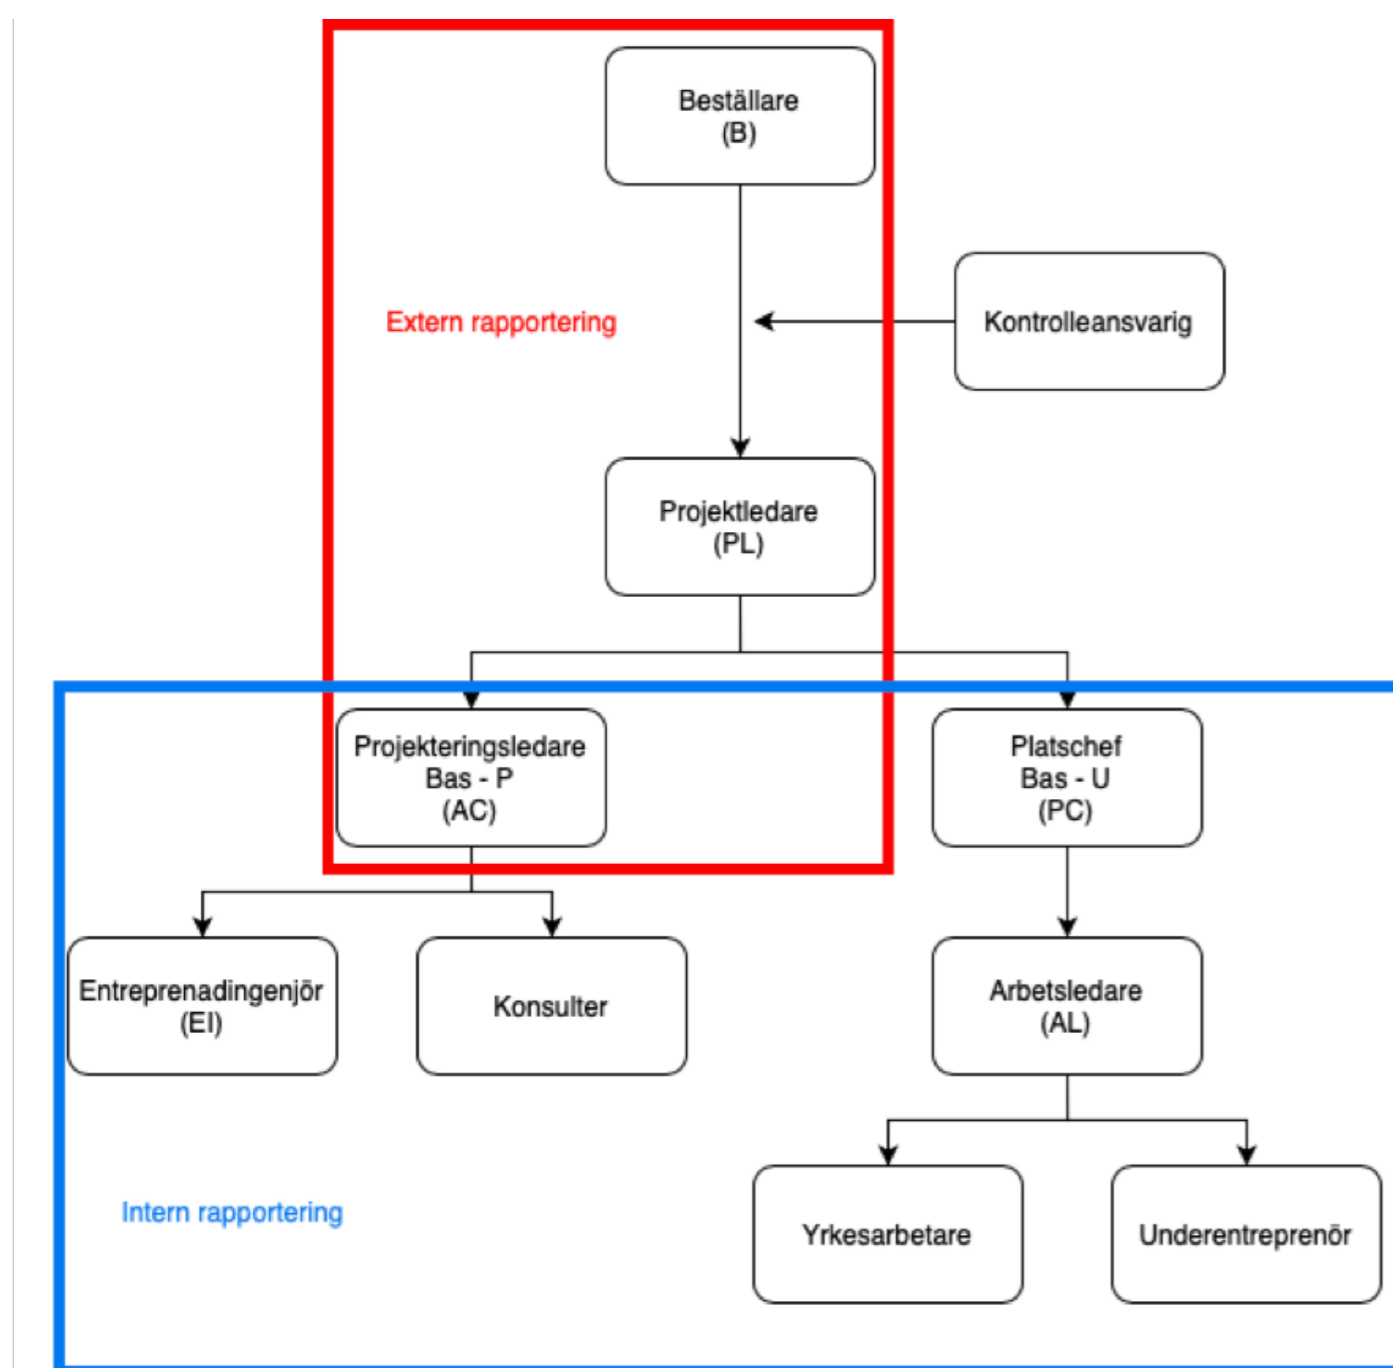 Beställare
(B)
Extern rapportering
Kontrolleansvarig
Projektledare
(PL)
Projekteringsledare
Bas - P
(AC)
Platschef
Bas - U
(PC)
Entreprenadingenjör
(EI)
Konsulter
Arbetsledare
(AL)
Intern rapportering
Yrkesarbetare
Underentreprenör